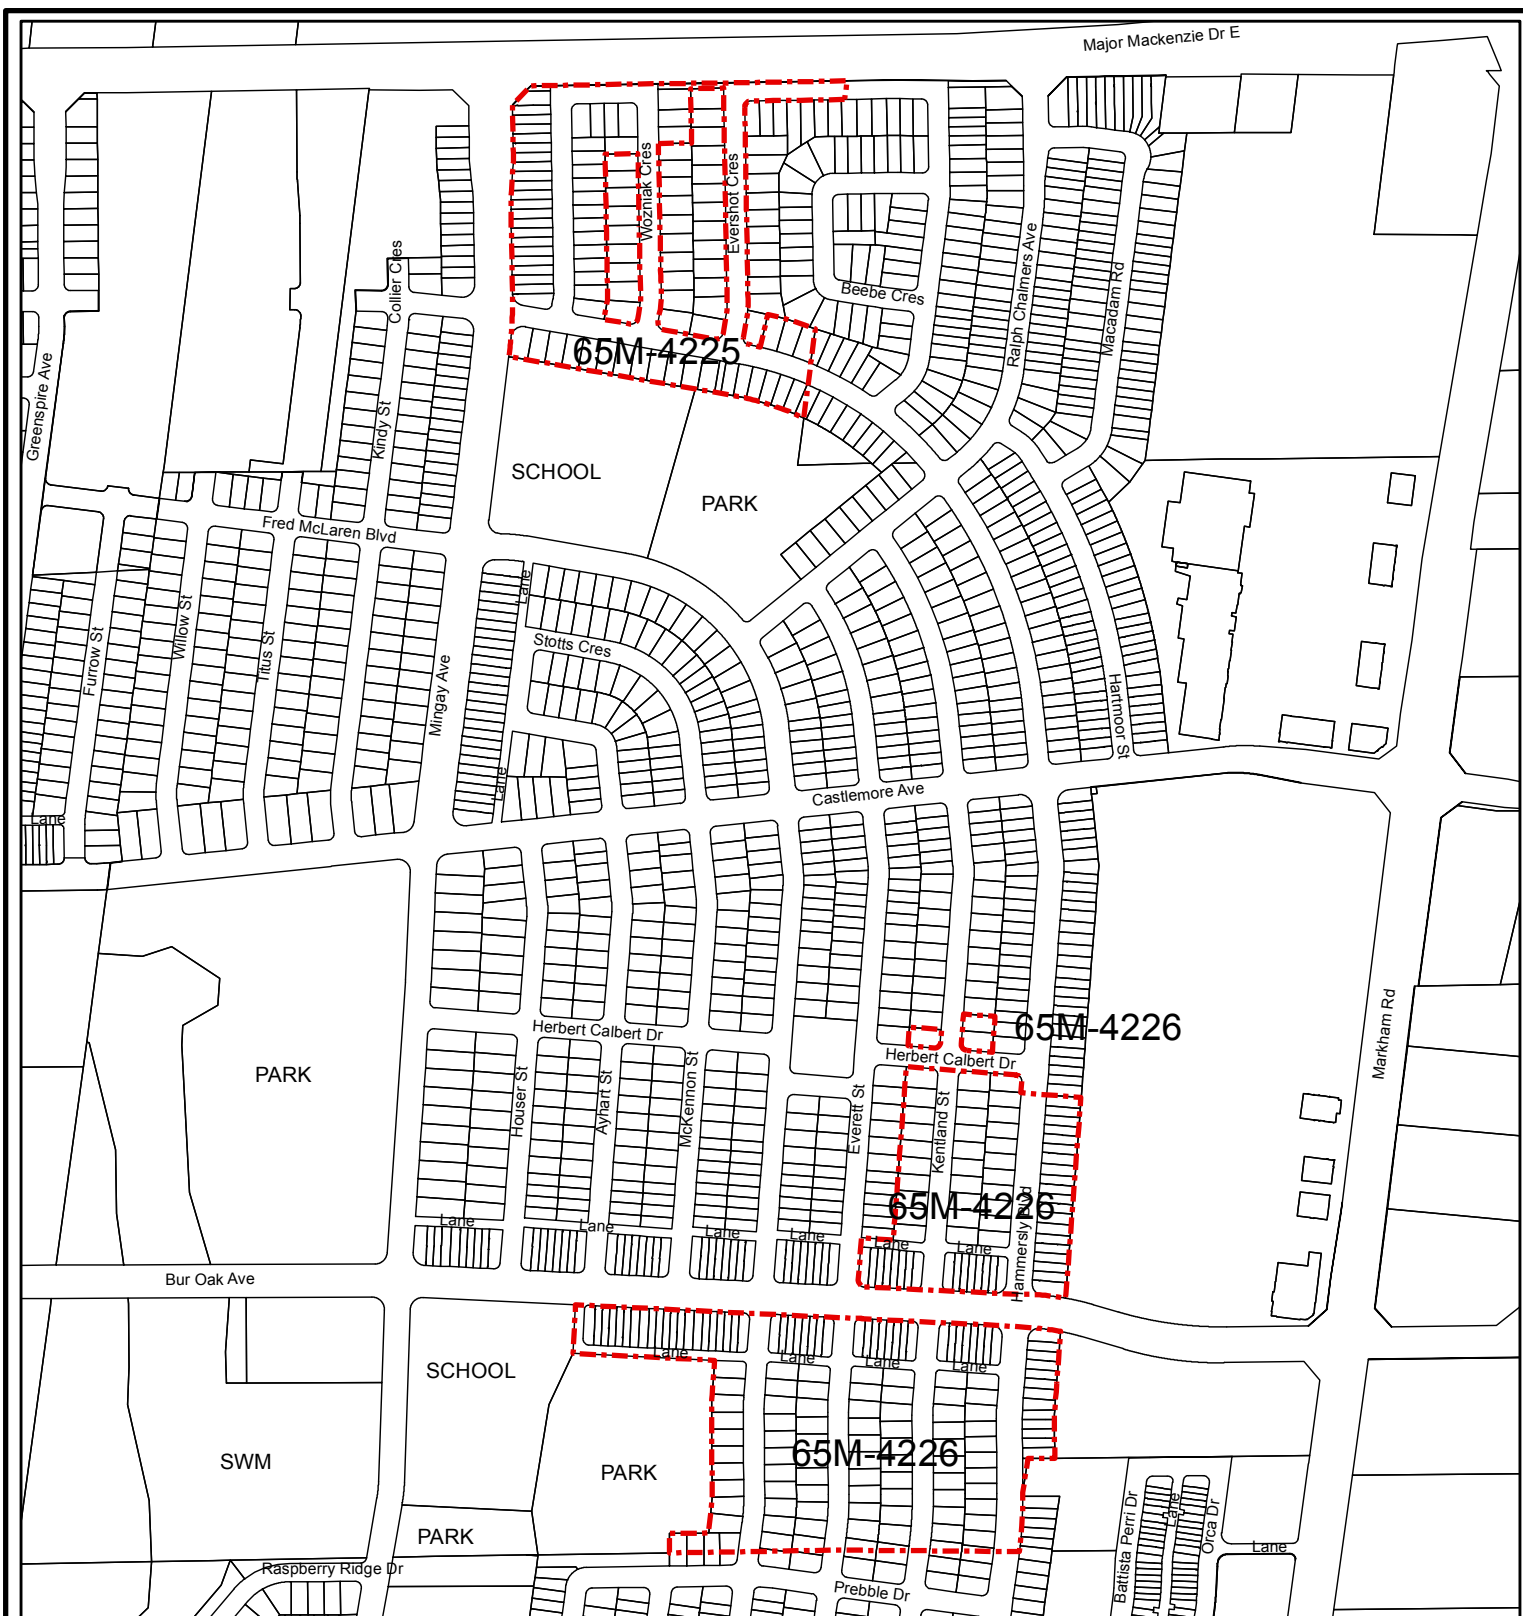 Major Mackenzie Dr E
Wozniak Cres
Evershot Cres
Collier Cres
Beebe Cres
Ralph Chalmers Ave
Macadam Rd
65M-4225
Greenspire Ave
Kindy St
SCHOOL
PARK
Fred McLaren Blvd
Lane
Stotts Cres
Furrow St
Willow St
Titus St
Mingay Ave
Hartmoor St
Lane
Castlemore Ave
Lane
65M-4226
Herbert Calbert Dr
Herbert Calbert Dr
Markham Rd
PARK
Houser St
Ayhart St
McKennon St
Everett St
Kentland St
65M-4226
Hammersly Blvd
Lane
Lane
Lane
Lane
Lane
Lane
Bur Oak Ave
Lane
Lane
Lane
Lane
SCHOOL
SWM
PARK
65M-4226
PARK
Battista Perri Dr
Lane
Orca Dr
Lane
Raspberry Ridge Dr
Prebble Dr